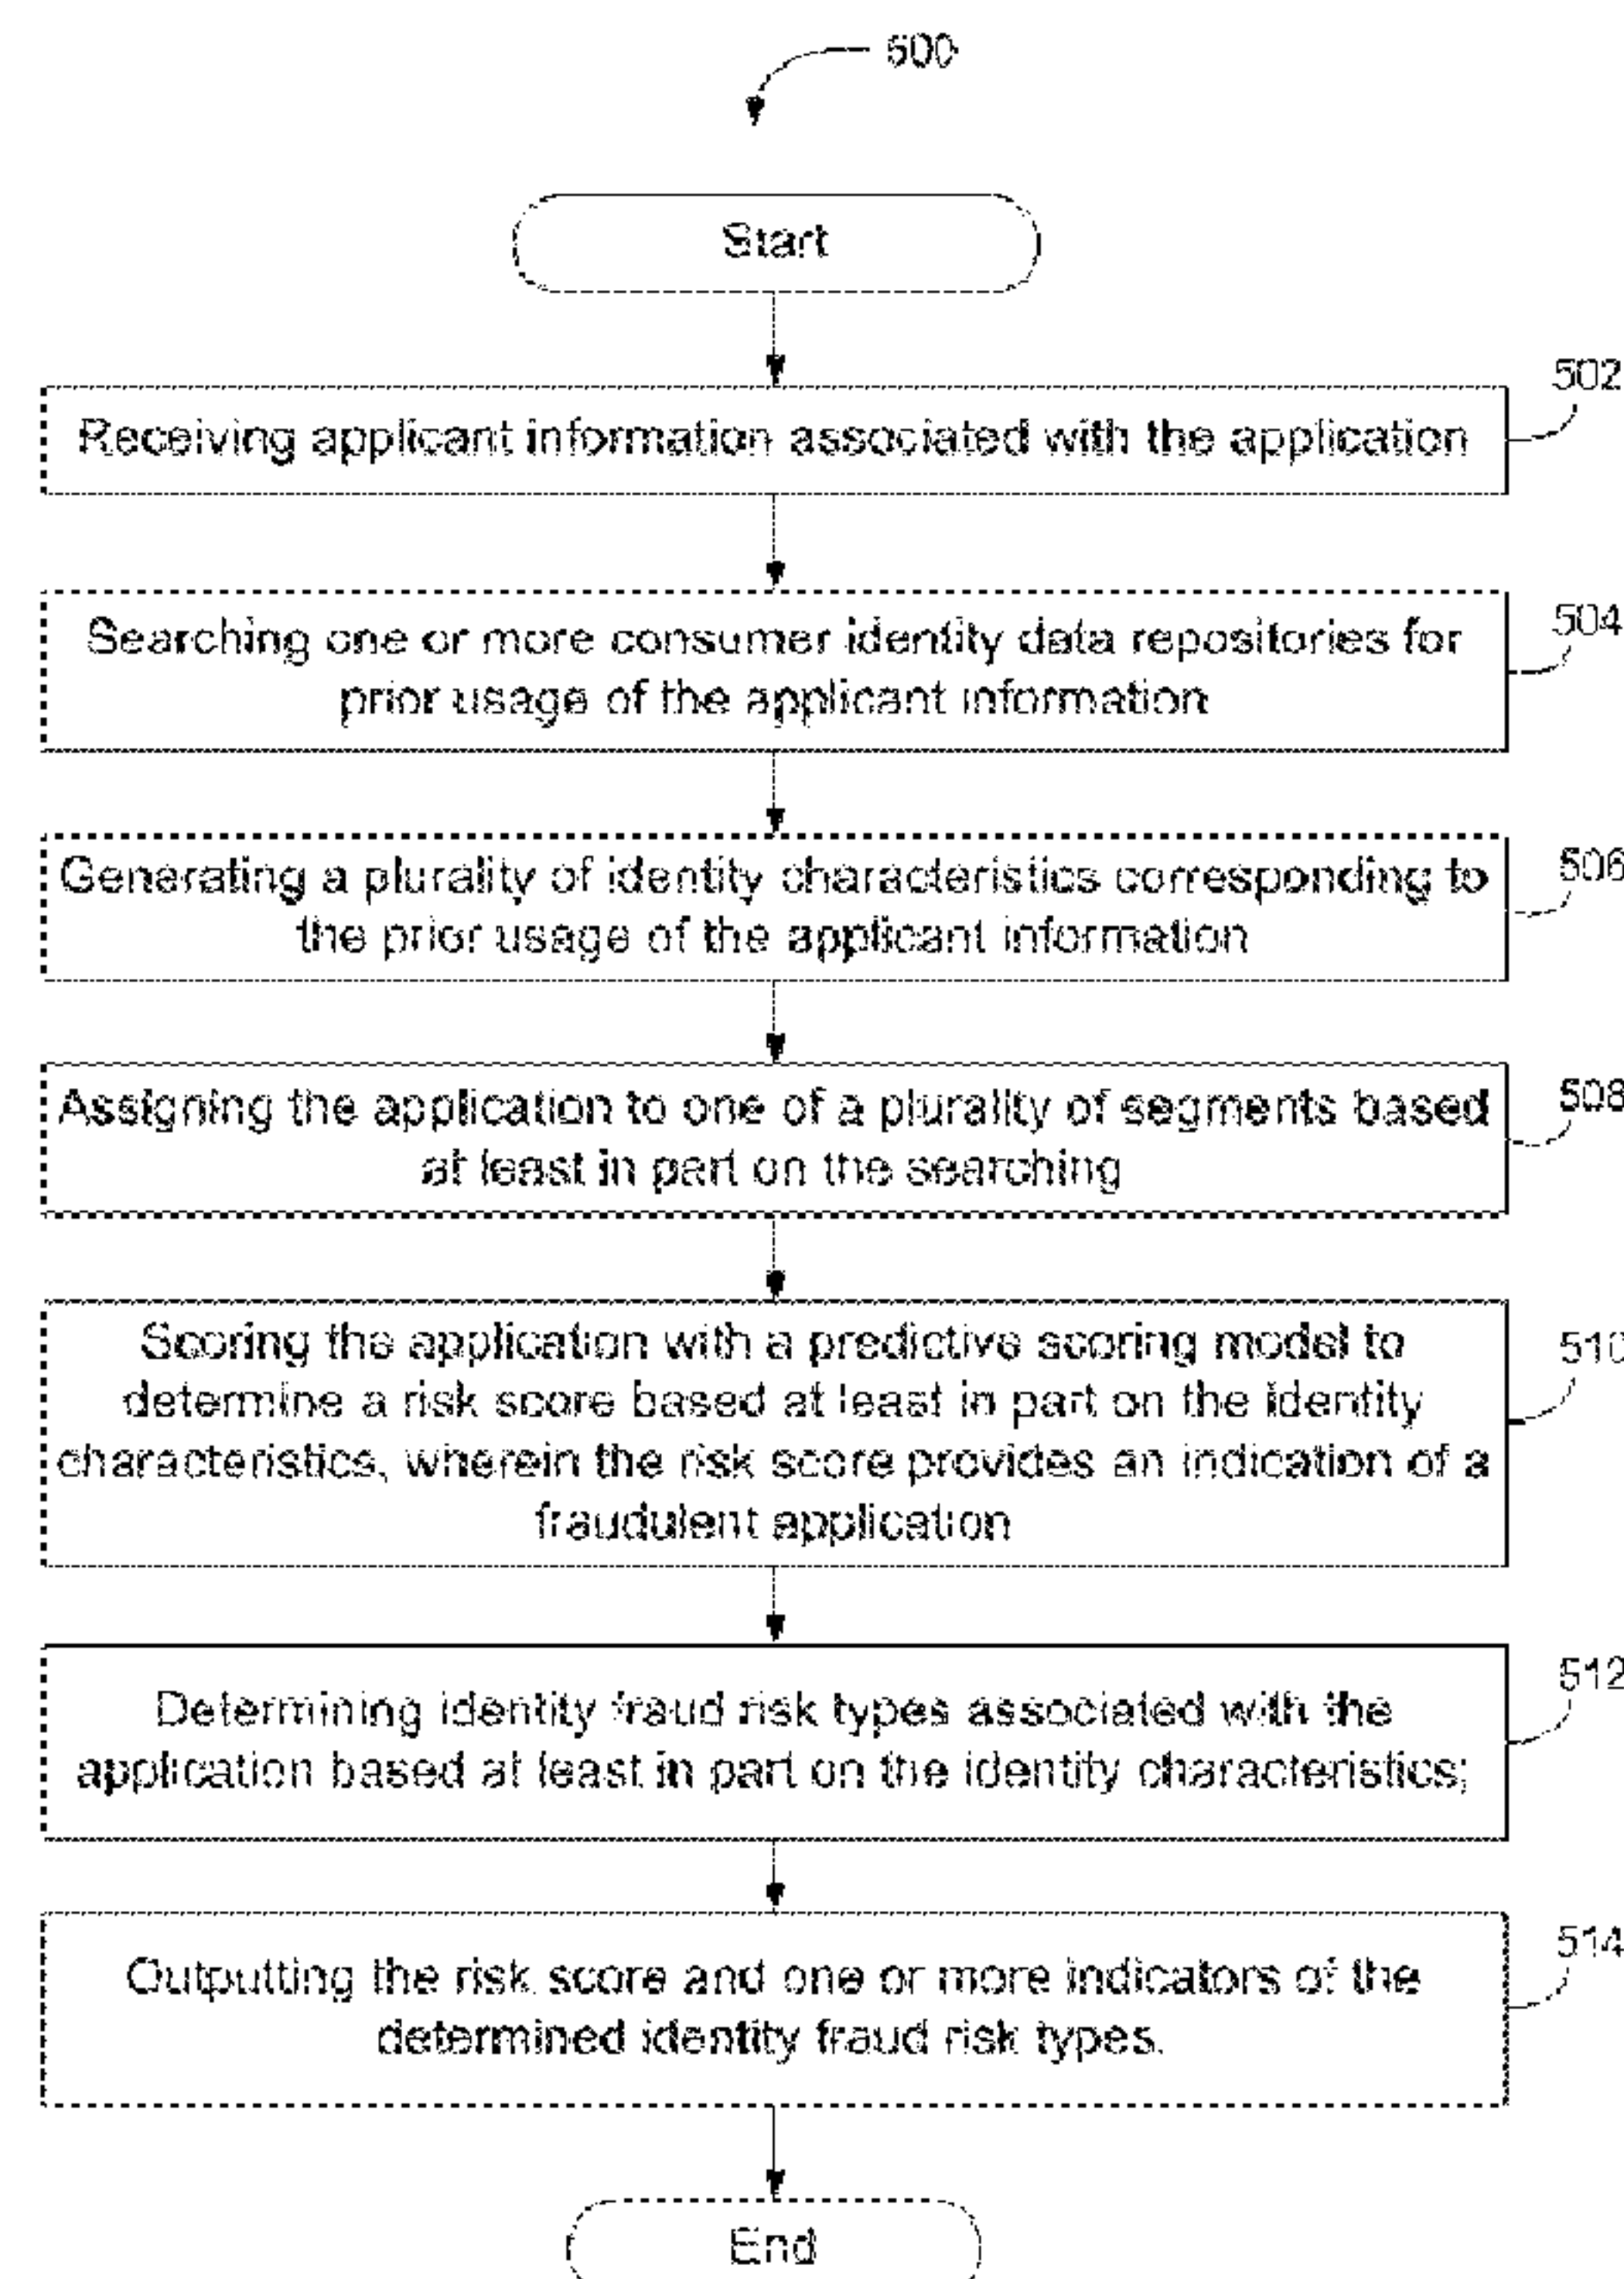 500
Start
502
Receiving applicant information associated with the application
504
Searching one or more consumer identity data repositories for
prior usage of the applicant information
506
Generating a plurality of identity characteristics corresponding to
the prior usage of the applicant information
508
Assigning the application to one of a plurality of segments based
at least in part on the searching
510
Scoring the application with a predictive scoring model to
determine a risk score based at least in part on the identity
characteristics, wherein the risk score provides an indication of a
fraudulent application
512
Determining identity fraud risk types associated with the
application based at least in part on the identity characteristics;
514
Outputting the risk score and one or more indicators of the
determined identity fraud risk types.
End